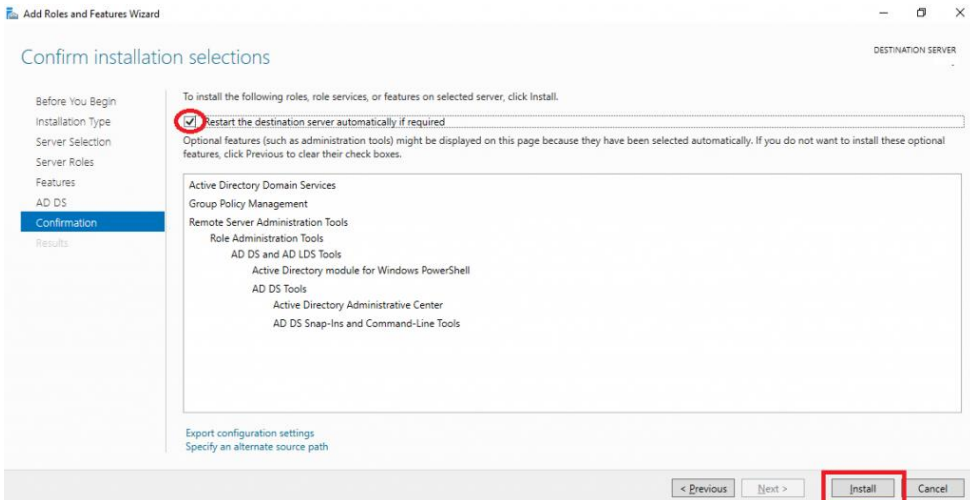 Add Roles and Features Wizard
Confirm installation selections
DESTINATION SERVER
Before You Begin
Installation Type
Server Selection
Server Roles
Features
AD DS
Confirmation
Results
To install the following roles, role services, or features on selected server, click Install.
Restart the destination server automatically if required
Optional features (such as administration tools) might be displayed on this page because they have been selected automatically. If you do not want to install these optional
features, click Previous to clear their check boxes.
Active Directory Domain Services
Group Policy Management
Remote Server Administration Tools
Role Administration Tools
AD DS and AD LDS Tools
Active Directory module for Windows PowerShell
AD DS Tools
Active Directory Administrative Center
AD DS Snap-Ins and Command-Line Tools
Export configuration settings
Specify an alternate source path
< Previous
Next >
Install
Cancel